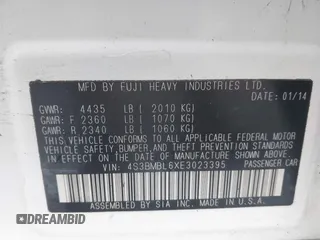 MFD. BY FUJI HEAVY INDUSTRIES LTD.
DATE: 01/14
GVWR: 4435 LB ( 2010 KG)
GAWR: F 2360 LB ( 1070 KG)
GAWR: R 2340 LB ( 1060 KG)
THIS VEHICLE CONFORMS TO ALL APPLICABLE FEDERAL MOTOR
VEHICLE SAFETY, BUMPER, AND THEFT PREVENTION STANDARDS IN
EFFECT ON THE DATE OF MANUFACTURE SHOWN ABOVE.
VIN: 4S3BMBL6XE3023395 PASSENGER CAR
ASSEMBLED BY SIA INC. IN U.S.A.
DEALERSHIP.COM